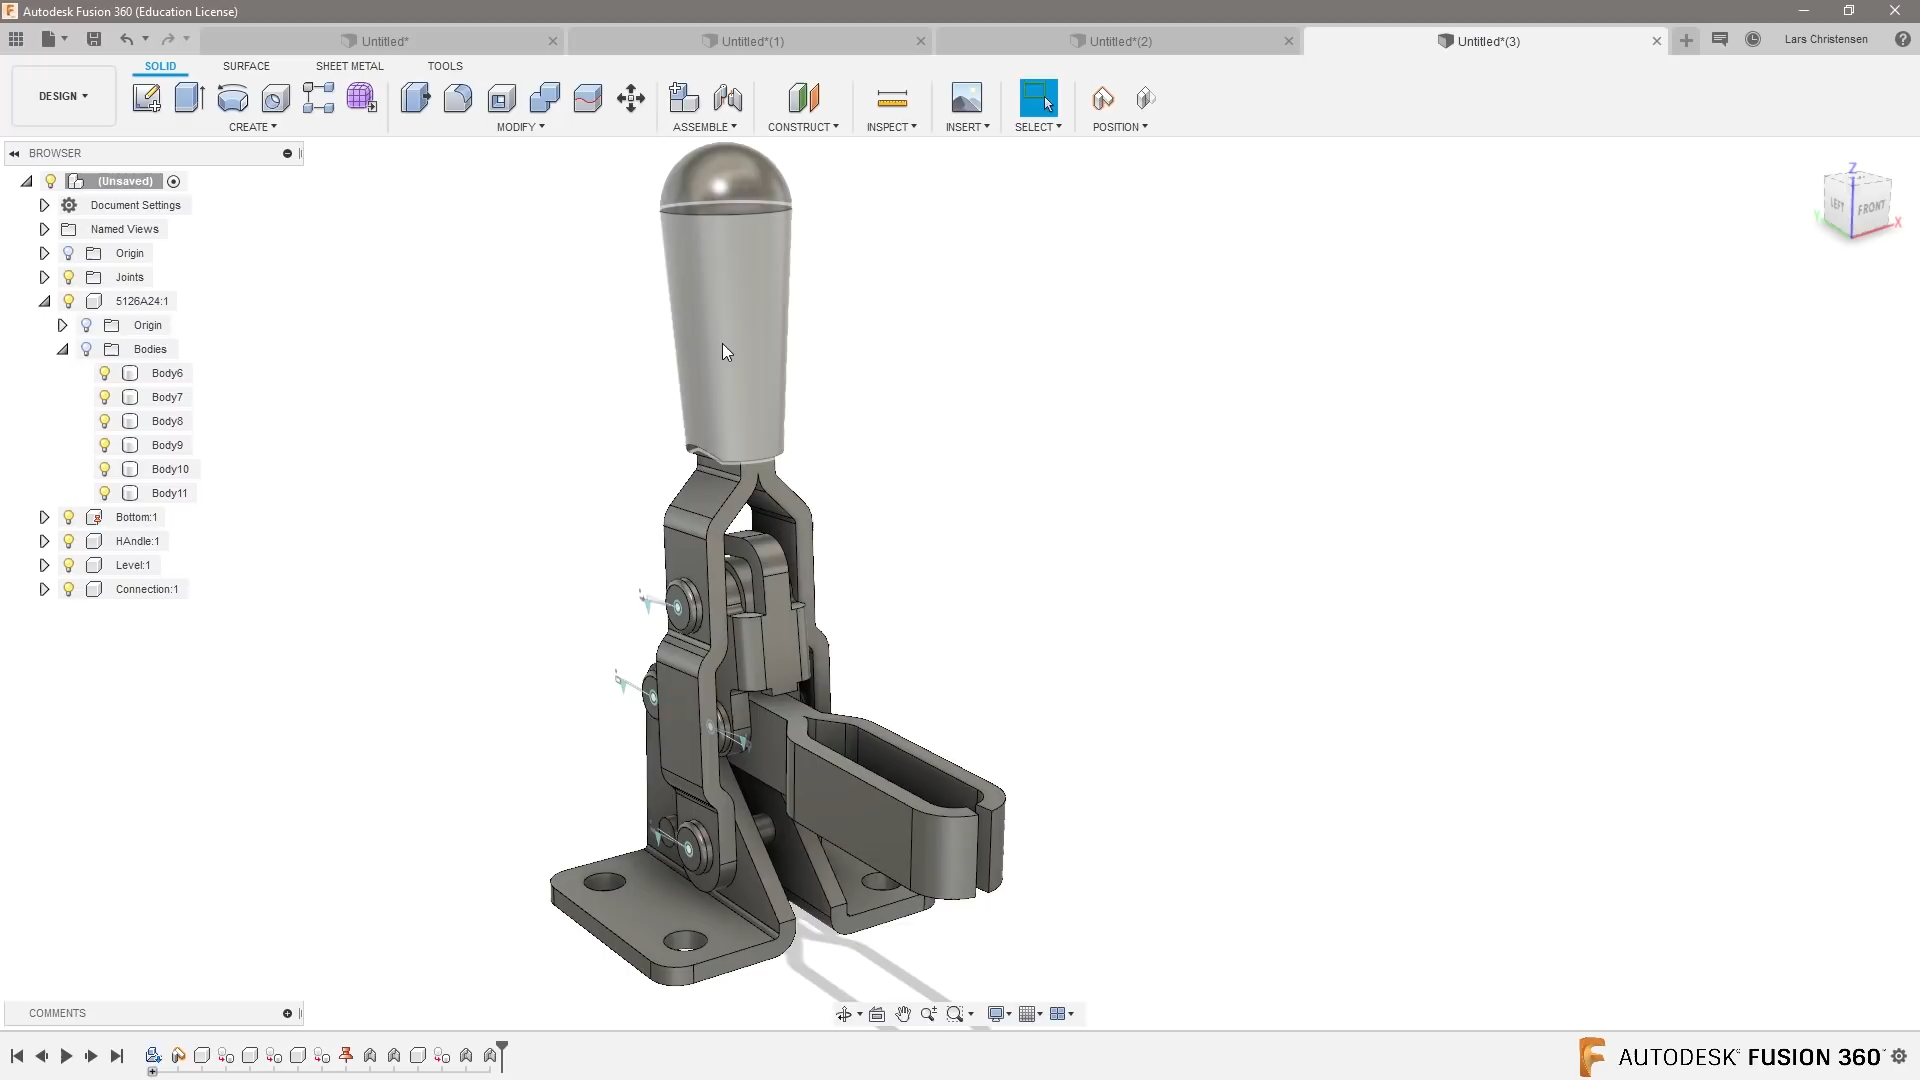 Autodesk Fusion 360 (Education License)
Untitled*
Untitled*(1)
Untitled*(2)
Untitled*(3)
Lars Christensen
DESIGN
SOLID
SURFACE
SHEET METAL
TOOLS
CREATE
MODIFY
ASSEMBLE
CONSTRUCT
INSPECT
INSERT
SELECT
POSITION
BROWSER
(Unsaved)
Document Settings
Named Views
Origin
Joints
5126A24:1
Origin
Bodies
Body6
Body7
Body8
Body9
Body10
Body11
Bottom:1
HAndle:1
Level:1
Connection:1
Z
LEFT
FRONT
Y
X
COMMENTS
AUTODESK FUSION 360